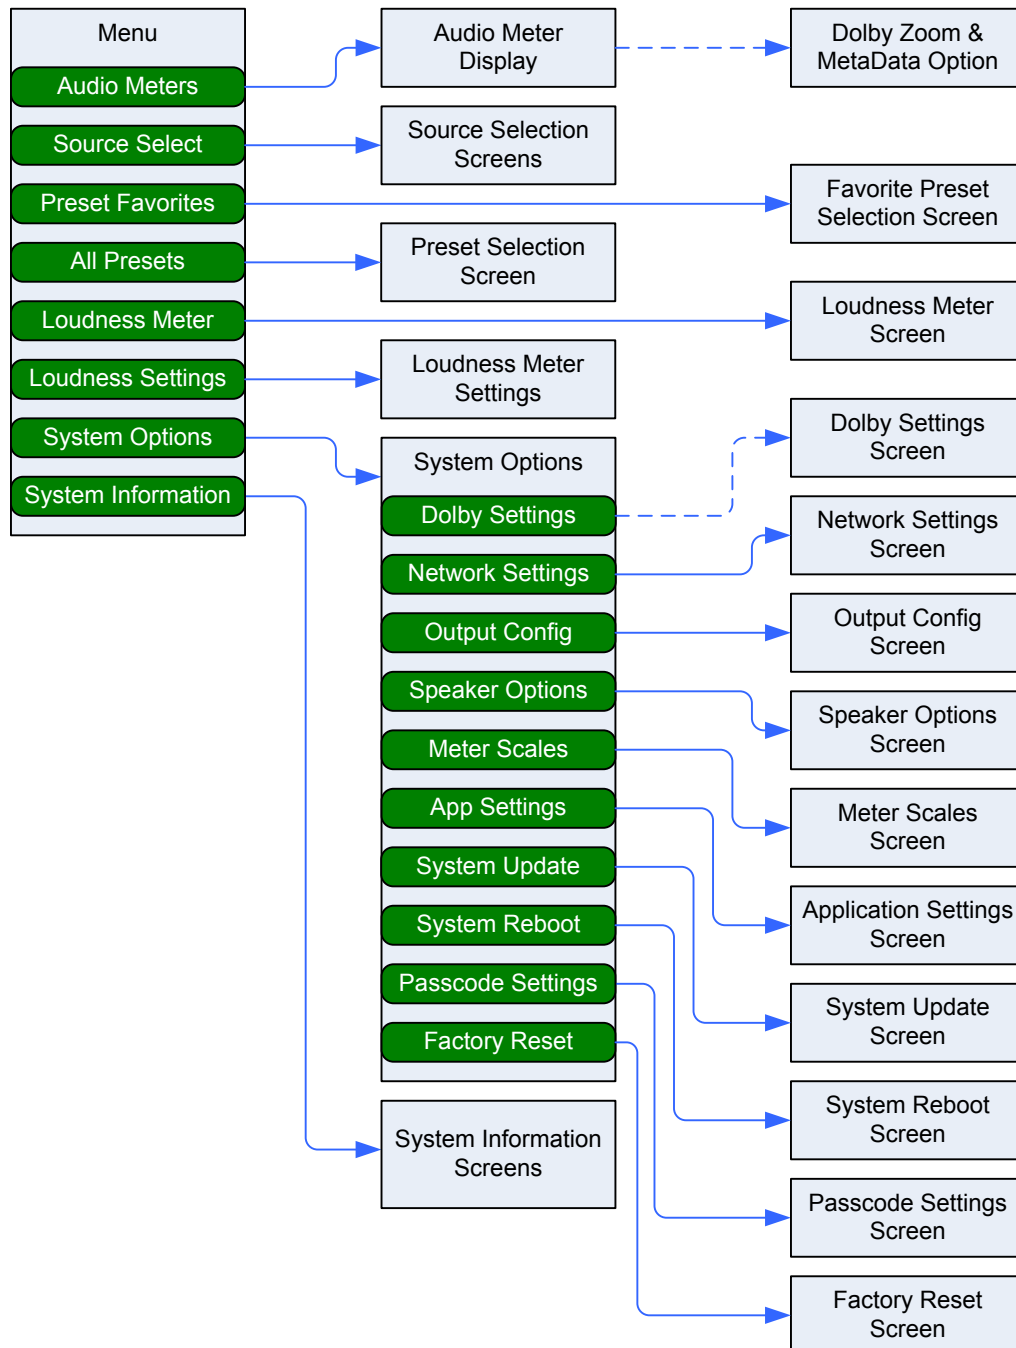 Menu
Audio Meters
Source Select
Preset Favorites
All Presets
Loudness Meter
Loudness Settings
System Options
System Information
Audio Meter
Display
Source Selection
Screens
Preset Selection
Screen
Loudness Meter
Settings
System Options
Dolby Settings
Network Settings
Output Config
Speaker Options
Meter Scales
App Settings
System Update
System Reboot
Passcode Settings
Factory Reset
System Information
Screens
Dolby Zoom &
MetaData Option
Favorite Preset
Selection Screen
Loudness Meter
Screen
Dolby Settings
Screen
Network Settings
Screen
Output Config
Screen
Speaker Options
Screen
Meter Scales
Screen
Application Settings
Screen
System Update
Screen
System Reboot
Screen
Passcode Settings
Screen
Factory Reset
Screen